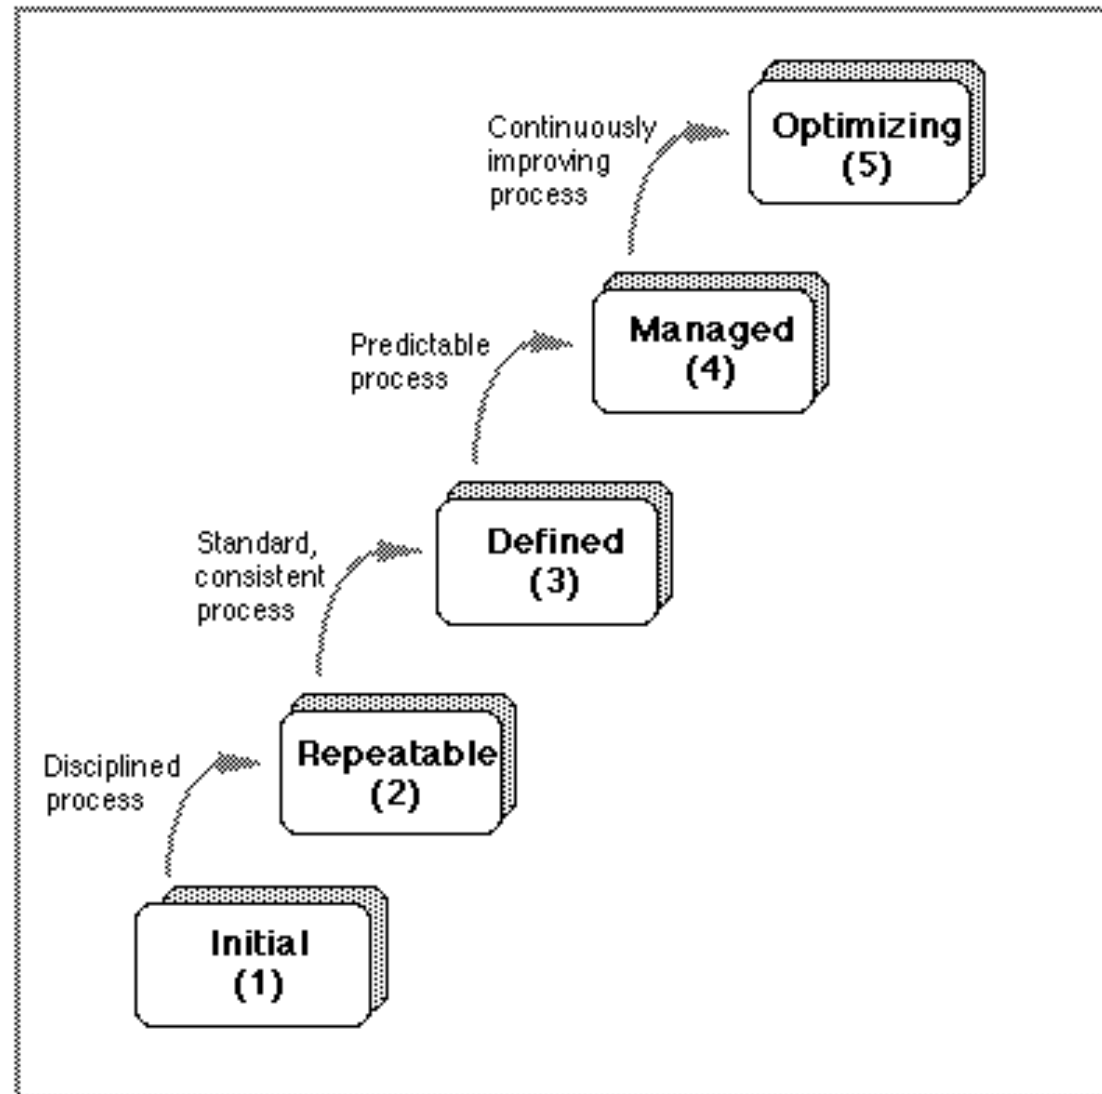 Continuously
improving
process
Optimizing
(5)
Predictable
process
Managed
(4)
Standard,
consistent
process
Defined
(3)
Disciplined
process
Repeatable
(2)
Initial
(1)